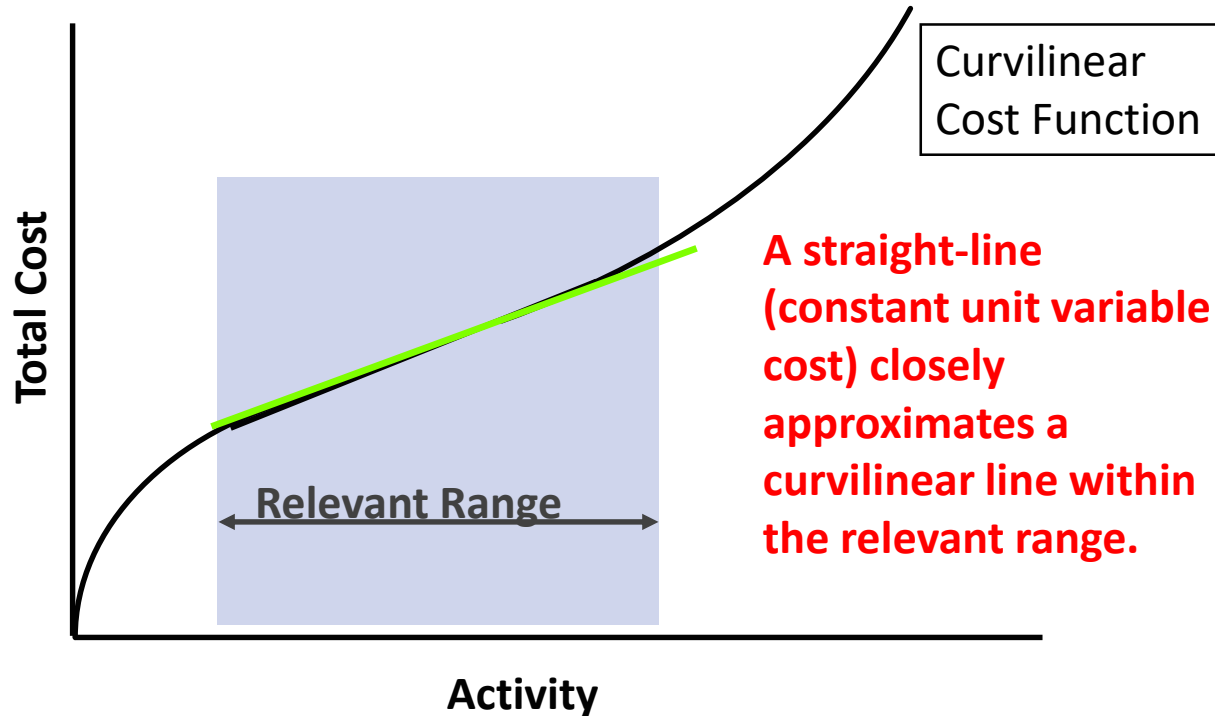 Curvilinear
Cost Function
Total Cost
A straight-line
(constant unit variable
cost) closely
approximates a
curvilinear line within
the relevant range.
Relevant Range
Activity